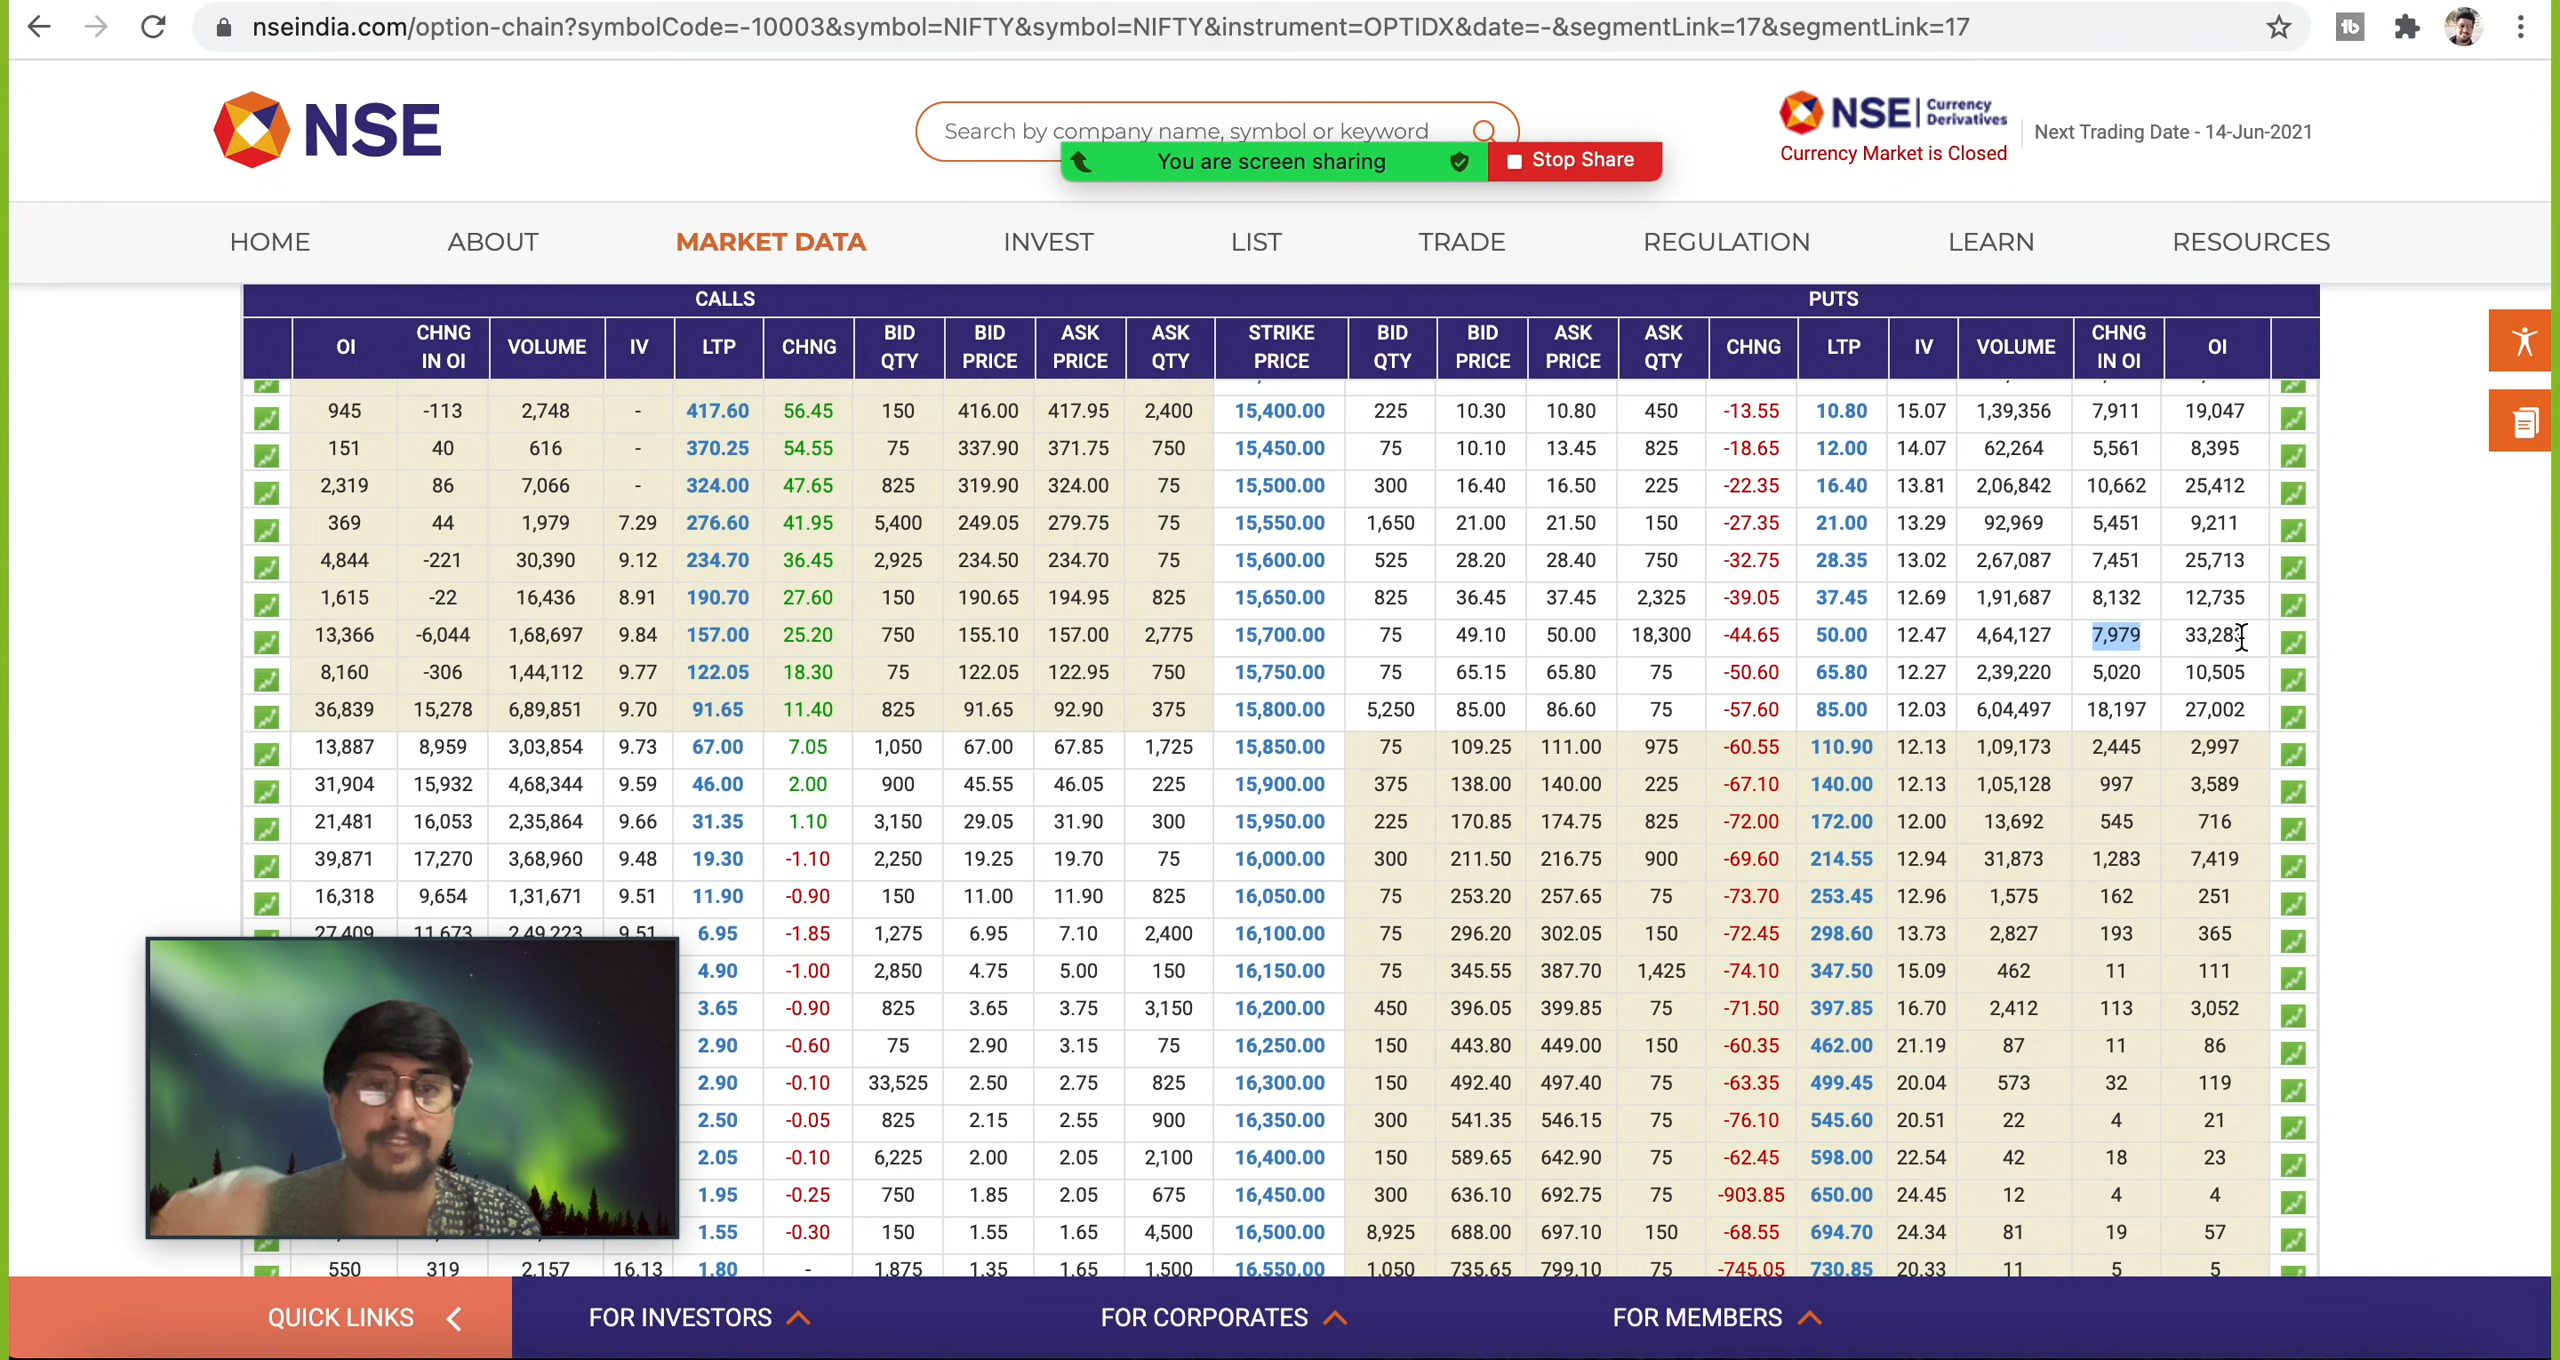 nseindia.com/option-chain?symbolCode=-10003&symbol=NIFTY&symbol=NIFTY&instrument=OPTIDX&date=-&segmentLink=17&segmentLink=17
NSE
Search by company name, symbol or keyword
NSE | Currency Derivatives
Currency Market is Closed
Next Trading Date - 14-Jun-2021
You are screen sharing
Stop Share
HOME ABOUT MARKET DATA INVEST LIST TRADE REGULATION LEARN RESOURCES
CALLS PUTS
OI CHNG IN OI VOLUME IV LTP CHNG BID QTY BID PRICE ASK PRICE ASK QTY STRIKE PRICE BID QTY BID PRICE ASK PRICE ASK QTY CHNG LTP IV VOLUME CHNG IN OI OI
945 -113 2,748 - 417.60 56.45 150 416.00 417.95 2,400 15,400.00 225 10.30 10.80 450 -13.55 10.80 15.07 1,39,356 7,911 19,047
151 40 616 - 370.25 54.55 75 337.90 371.75 750 15,450.00 75 10.10 13.45 825 -18.65 12.00 14.07 62,264 5,561 8,395
2,319 86 7,066 - 324.00 47.65 825 319.90 324.00 75 15,500.00 300 16.40 16.50 225 -22.35 16.40 13.81 2,06,842 10,662 25,412
369 44 1,979 7.29 276.60 41.95 5,400 249.05 279.75 75 15,550.00 1,650 21.00 21.50 150 -27.35 21.00 13.29 92,969 5,451 9,211
4,844 -221 30,390 9.12 234.70 36.45 2,925 234.50 234.70 75 15,600.00 525 28.20 28.40 750 -32.75 28.35 13.02 2,67,087 7,451 25,713
1,615 -22 16,436 8.91 190.70 27.60 150 190.65 194.95 825 15,650.00 825 36.45 37.45 2,325 -39.05 37.45 12.69 1,91,687 8,132 12,735
13,366 -6,044 1,68,697 9.84 157.00 25.20 750 155.10 157.00 2,775 15,700.00 75 49.10 50.00 18,300 -44.65 50.00 12.47 4,64,127 7,979 33,283
8,160 -306 1,44,112 9.77 122.05 18.30 75 122.05 122.95 750 15,750.00 75 65.15 65.80 75 -50.60 65.80 12.27 2,39,220 5,020 10,505
36,839 15,278 6,89,851 9.70 91.65 11.40 825 91.65 92.90 375 15,800.00 5,250 85.00 86.60 75 -57.60 85.00 12.03 6,04,497 18,197 27,002
13,887 8,959 3,03,854 9.73 67.00 7.05 1,050 67.00 67.85 1,725 15,850.00 75 109.25 111.00 975 -60.55 110.90 12.13 1,09,173 2,445 2,997
31,904 15,932 4,68,344 9.59 46.00 2.00 900 45.55 46.05 225 15,900.00 375 138.00 140.00 225 -67.10 140.00 12.13 1,05,128 997 3,589
21,481 16,053 2,35,864 9.66 31.35 1.10 3,150 29.05 31.90 300 15,950.00 225 170.85 174.75 825 -72.00 172.00 12.00 13,692 545 716
39,871 17,270 3,68,960 9.48 19.30 -1.10 2,250 19.25 19.70 75 16,000.00 300 211.50 216.75 900 -69.60 214.55 12.94 31,873 1,283 7,419
16,318 9,654 1,31,671 9.51 11.90 -0.90 150 11.00 11.90 825 16,050.00 75 253.20 257.65 75 -73.70 253.45 12.96 1,575 162 251
27,409 11,673 2,49,223 9.51 6.95 -1.85 1,275 6.95 7.10 2,400 16,100.00 75 296.20 302.05 150 -72.45 298.60 13.73 2,827 193 365
4.90 -1.00 2,850 4.75 5.00 150 16,150.00 75 345.55 387.70 1,425 -74.10 347.50 15.09 462 11 111
3.65 -0.90 825 3.65 3.75 3,150 16,200.00 450 396.05 399.85 75 -71.50 397.85 16.70 2,412 113 3,052
2.90 -0.60 75 2.90 3.15 75 16,250.00 150 443.80 449.00 150 -60.35 462.00 21.19 87 11 86
2.90 -0.10 33,525 2.50 2.75 825 16,300.00 150 492.40 497.40 75 -63.35 499.45 20.04 573 32 119
2.50 -0.05 825 2.15 2.55 900 16,350.00 300 541.35 546.15 75 -76.10 545.60 20.51 22 4 21
2.05 -0.10 6,225 2.00 2.05 2,100 16,400.00 150 589.65 642.90 75 -62.45 598.00 22.54 42 18 23
1.95 -0.25 750 1.85 2.05 675 16,450.00 300 636.10 692.75 75 -903.85 650.00 24.45 12 4 4
1.55 -0.30 150 1.55 1.65 4,500 16,500.00 8,925 688.00 697.10 150 -68.55 694.70 24.34 81 19 57
550 319 2,157 16.13 1.80 - 1,875 1.35 1.65 1,500 16,550.00 1,050 735.65 799.10 75 -745.05 730.85 20.33 11 5 5
QUICK LINKS FOR INVESTORS FOR CORPORATES FOR MEMBERS